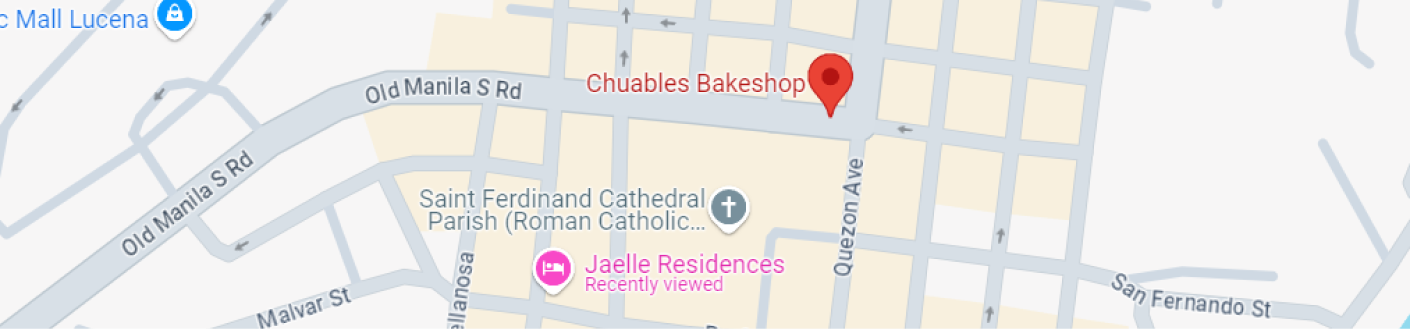 c Mall Lucena
Old Manila S Rd
Chuables Bakeshop
Old Manila S Rd
Saint Ferdinand Cathedral
Parish (Roman Catholic...
Quezon Ave
Jaelle Residences
Recently viewed
ellanosa
Malvar St
San Fernando St